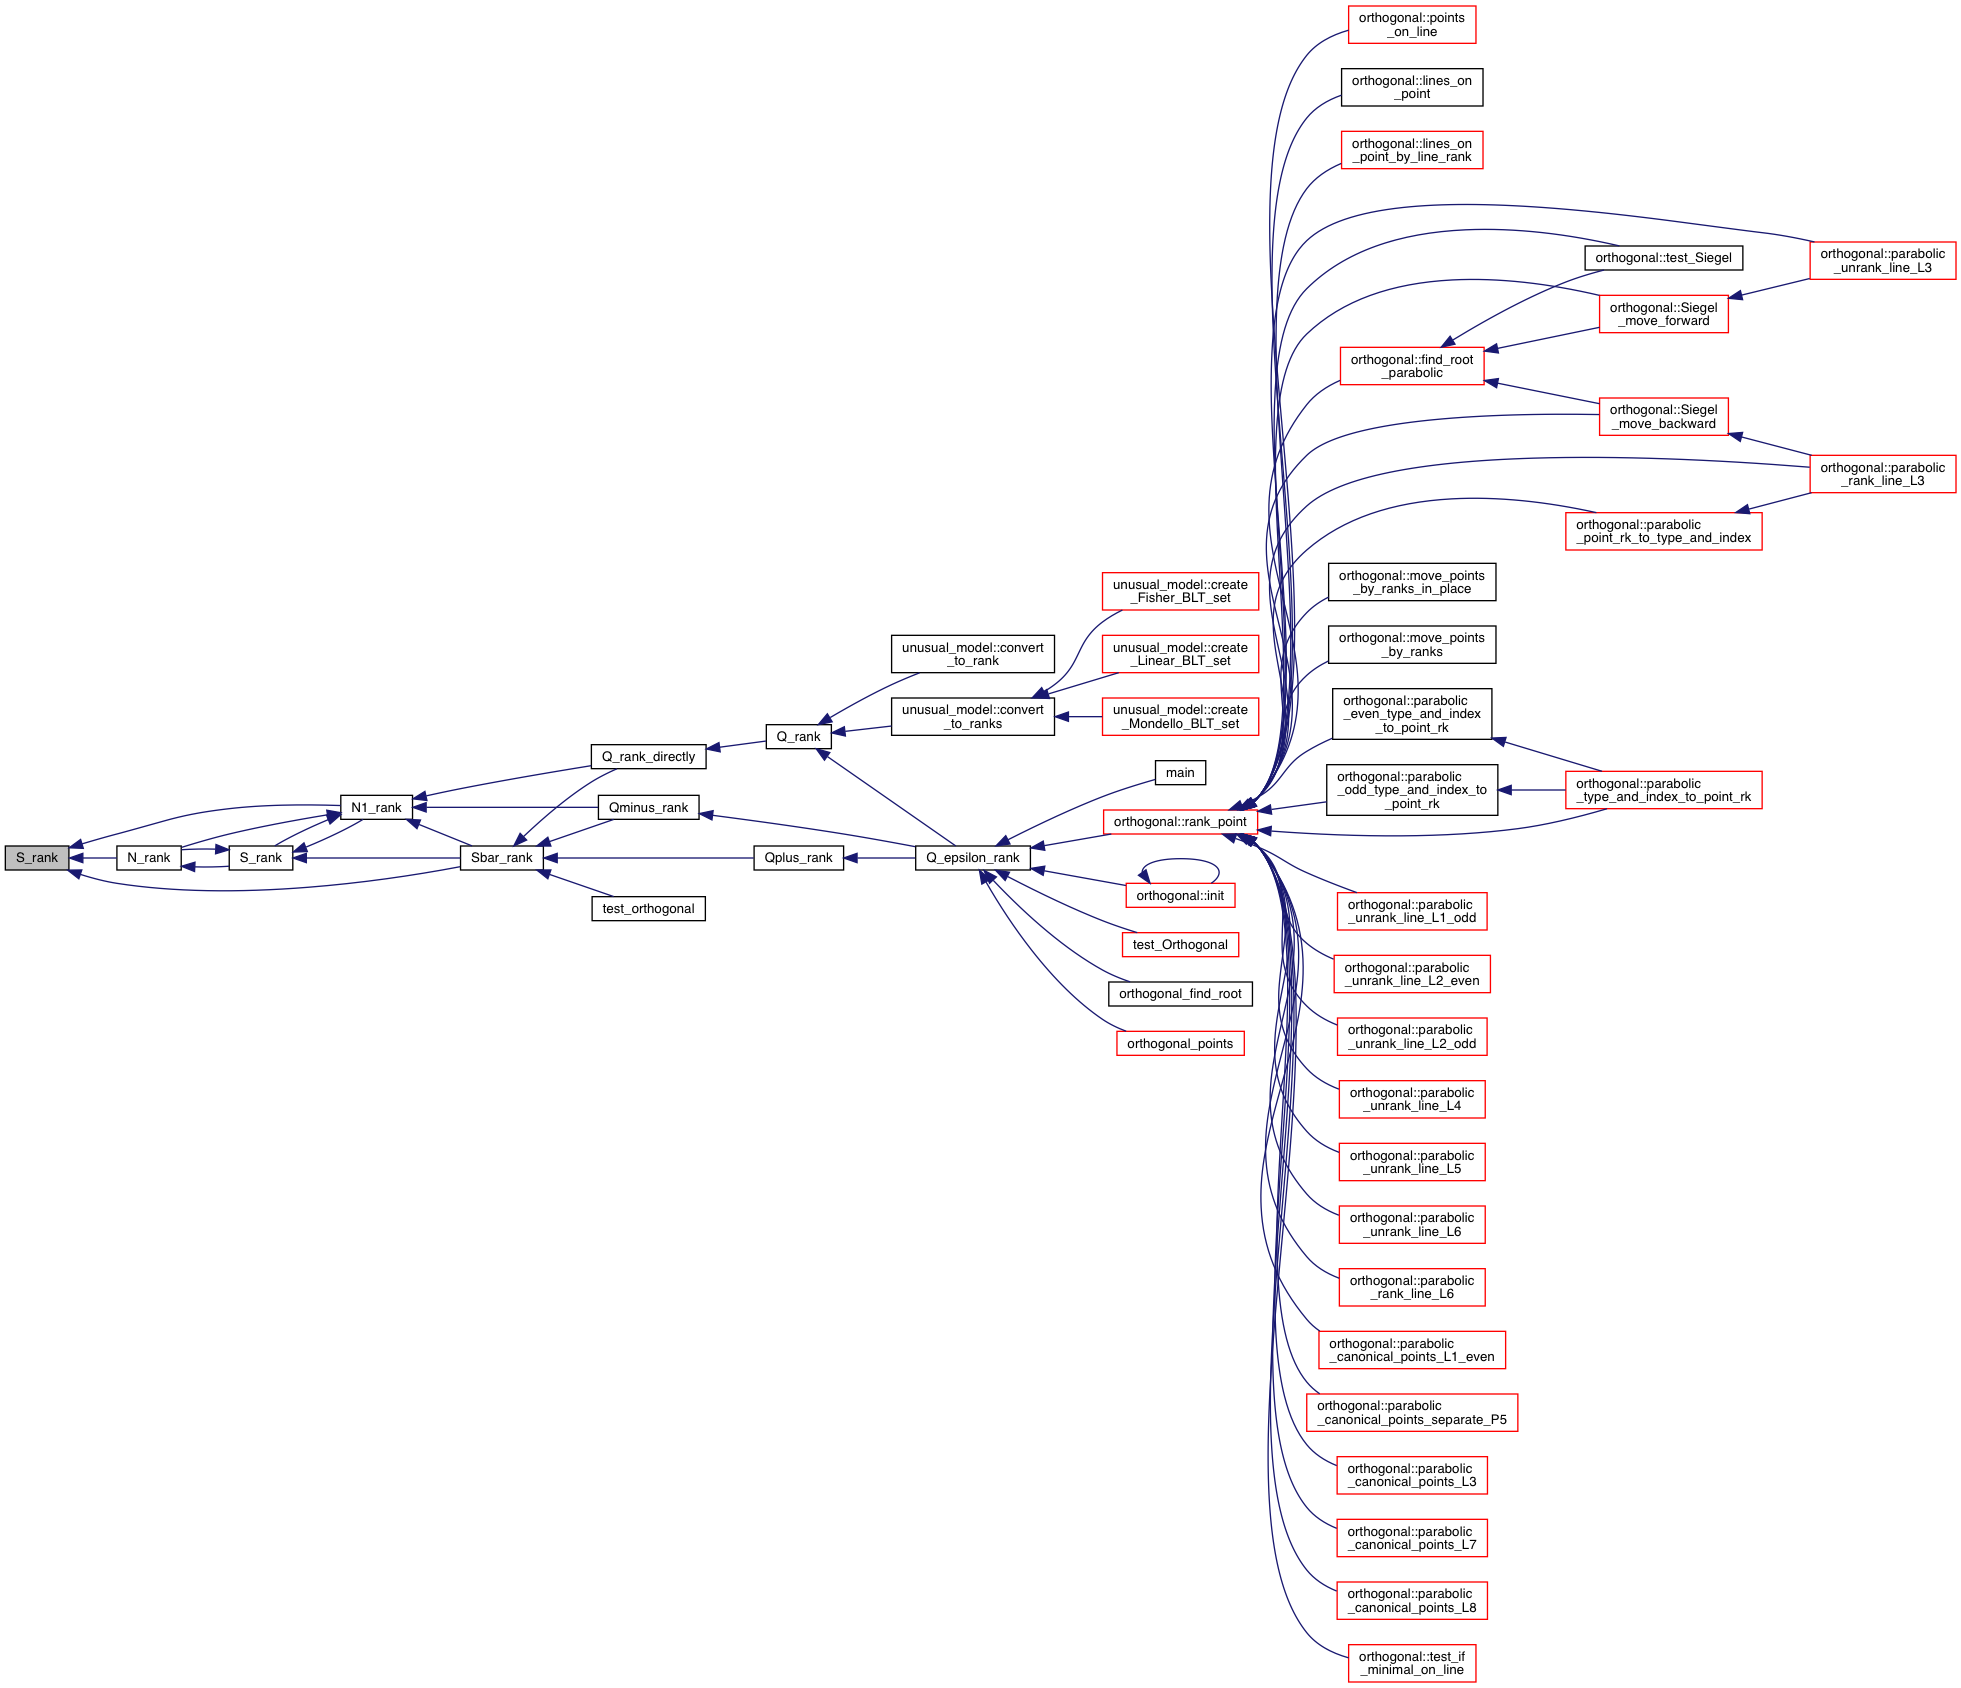 S_rank
N_rank
S_rank
N1_rank
Sbar_rank
Q_rank_directly
Qminus_rank
test_orthogonal
Q_rank
Qplus_rank
unusual_model::convert
_to_rank
unusual_model::convert
_to_ranks
Q_epsilon_rank
unusual_model::create
_Fisher_BLT_set
unusual_model::create
_Linear_BLT_set
unusual_model::create
_Mondello_BLT_set
main
orthogonal::rank_point
orthogonal::init
test_Orthogonal
orthogonal_find_root
orthogonal_points
orthogonal::points
_on_line
orthogonal::lines_on
_point
orthogonal::lines_on
_point_by_line_rank
orthogonal::find_root
_parabolic
orthogonal::move_points
_by_ranks_in_place
orthogonal::move_points
_by_ranks
orthogonal::parabolic
_even_type_and_index
_to_point_rk
orthogonal::parabolic
_odd_type_and_index_to
_point_rk
orthogonal::parabolic
_unrank_line_L1_odd
orthogonal::parabolic
_unrank_line_L2_even
orthogonal::parabolic
_unrank_line_L2_odd
orthogonal::parabolic
_unrank_line_L4
orthogonal::parabolic
_unrank_line_L5
orthogonal::parabolic
_unrank_line_L6
orthogonal::parabolic
_rank_line_L6
orthogonal::parabolic
_canonical_points_L1_even
orthogonal::parabolic
_canonical_points_separate_P5
orthogonal::parabolic
_canonical_points_L3
orthogonal::parabolic
_canonical_points_L7
orthogonal::parabolic
_canonical_points_L8
orthogonal::test_if
_minimal_on_line
orthogonal::test_Siegel
orthogonal::Siegel
_move_forward
orthogonal::Siegel
_move_backward
orthogonal::parabolic
_point_rk_to_type_and_index
orthogonal::parabolic
_type_and_index_to_point_rk
orthogonal::parabolic
_unrank_line_L3
orthogonal::parabolic
_rank_line_L3